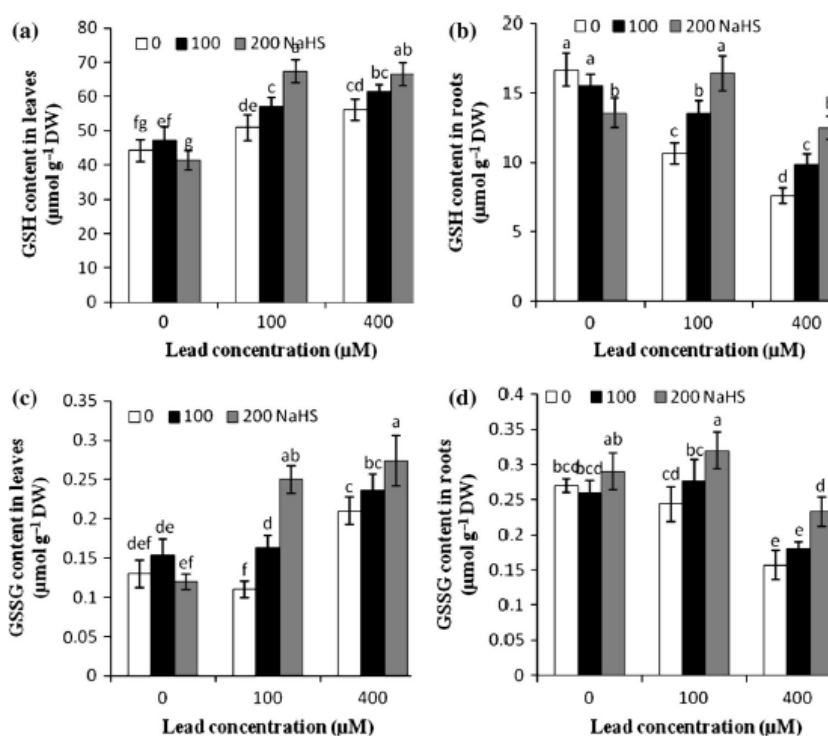 (a)
0 100 200 NaHS
GSH content in leaves
(µmol g⁻¹ DW)
80
70
60
50
40
30
20
10
0
fg ef g
de c a
cd bc ab
0 100 400
Lead concentration (µM)
(b)
0 100 200 NaHS
GSH content in roots
(µmol g⁻¹ DW)
20
15
10
5
0
a a b
c b a
d c
0 100 400
Lead concentration (µM)
(c)
0 100 200 NaHS
GSSG content in leaves
(µmol g⁻¹ DW)
0.35
0.3
0.25
0.2
0.15
0.1
0.05
0
def de ef
f d ab
c bc a
0 100 400
Lead concentration (µM)
(d)
0 100 200 NaHS
GSSG content in roots
(µmol g⁻¹ DW)
0.4
0.35
0.3
0.25
0.2
0.15
0.1
0.05
0
bcd bcd ab
cd bc a
e e d
0 100 400
Lead concentration (µM)